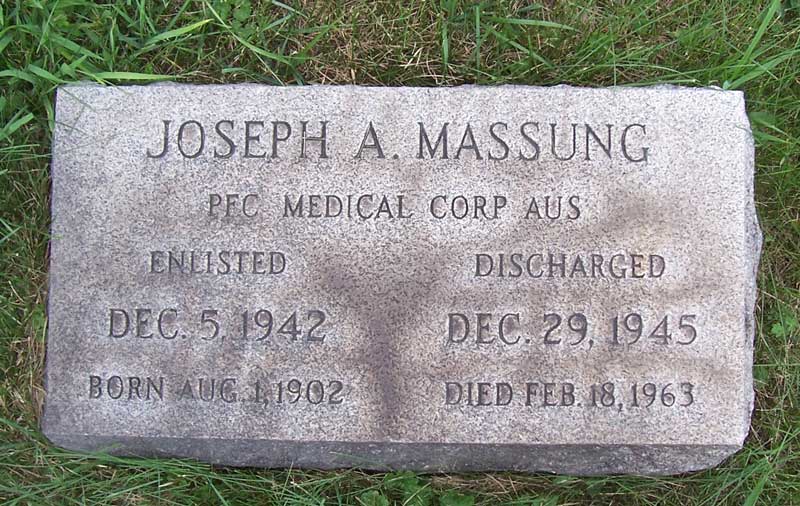 JOSEPH A. MASSUNG
PFC MEDICAL CORP AUS
ENLISTED DISCHARGED
DEC. 5, 1942 DEC. 29, 1945
BORN AUG. 1, 1902 DIED FEB. 18, 1963